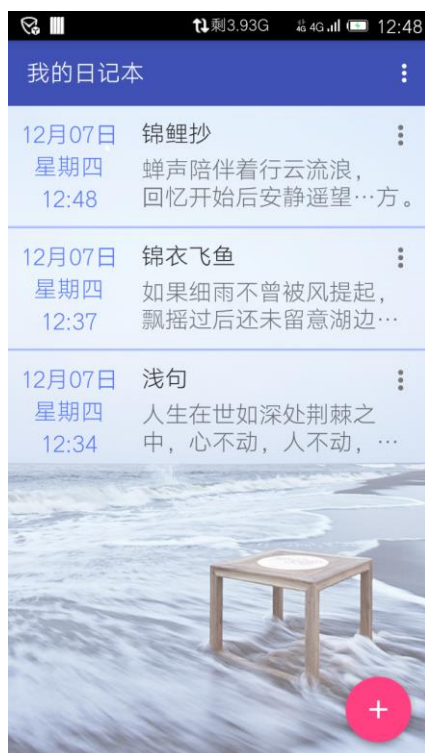 剩3.93G 4G 4G 12:48
我的日记本
12月07日
星期四
12:48
锦鲤抄
蝉声陪伴着行云流浪，
回忆开始后安静遥望…方。
12月07日
星期四
12:37
锦衣飞鱼
如果细雨不曾被风提起，
飘摇过后还未留意湖边…
12月07日
星期四
12:34
浅句
人生在世如深处荆棘之
中，心不动，人不动，…